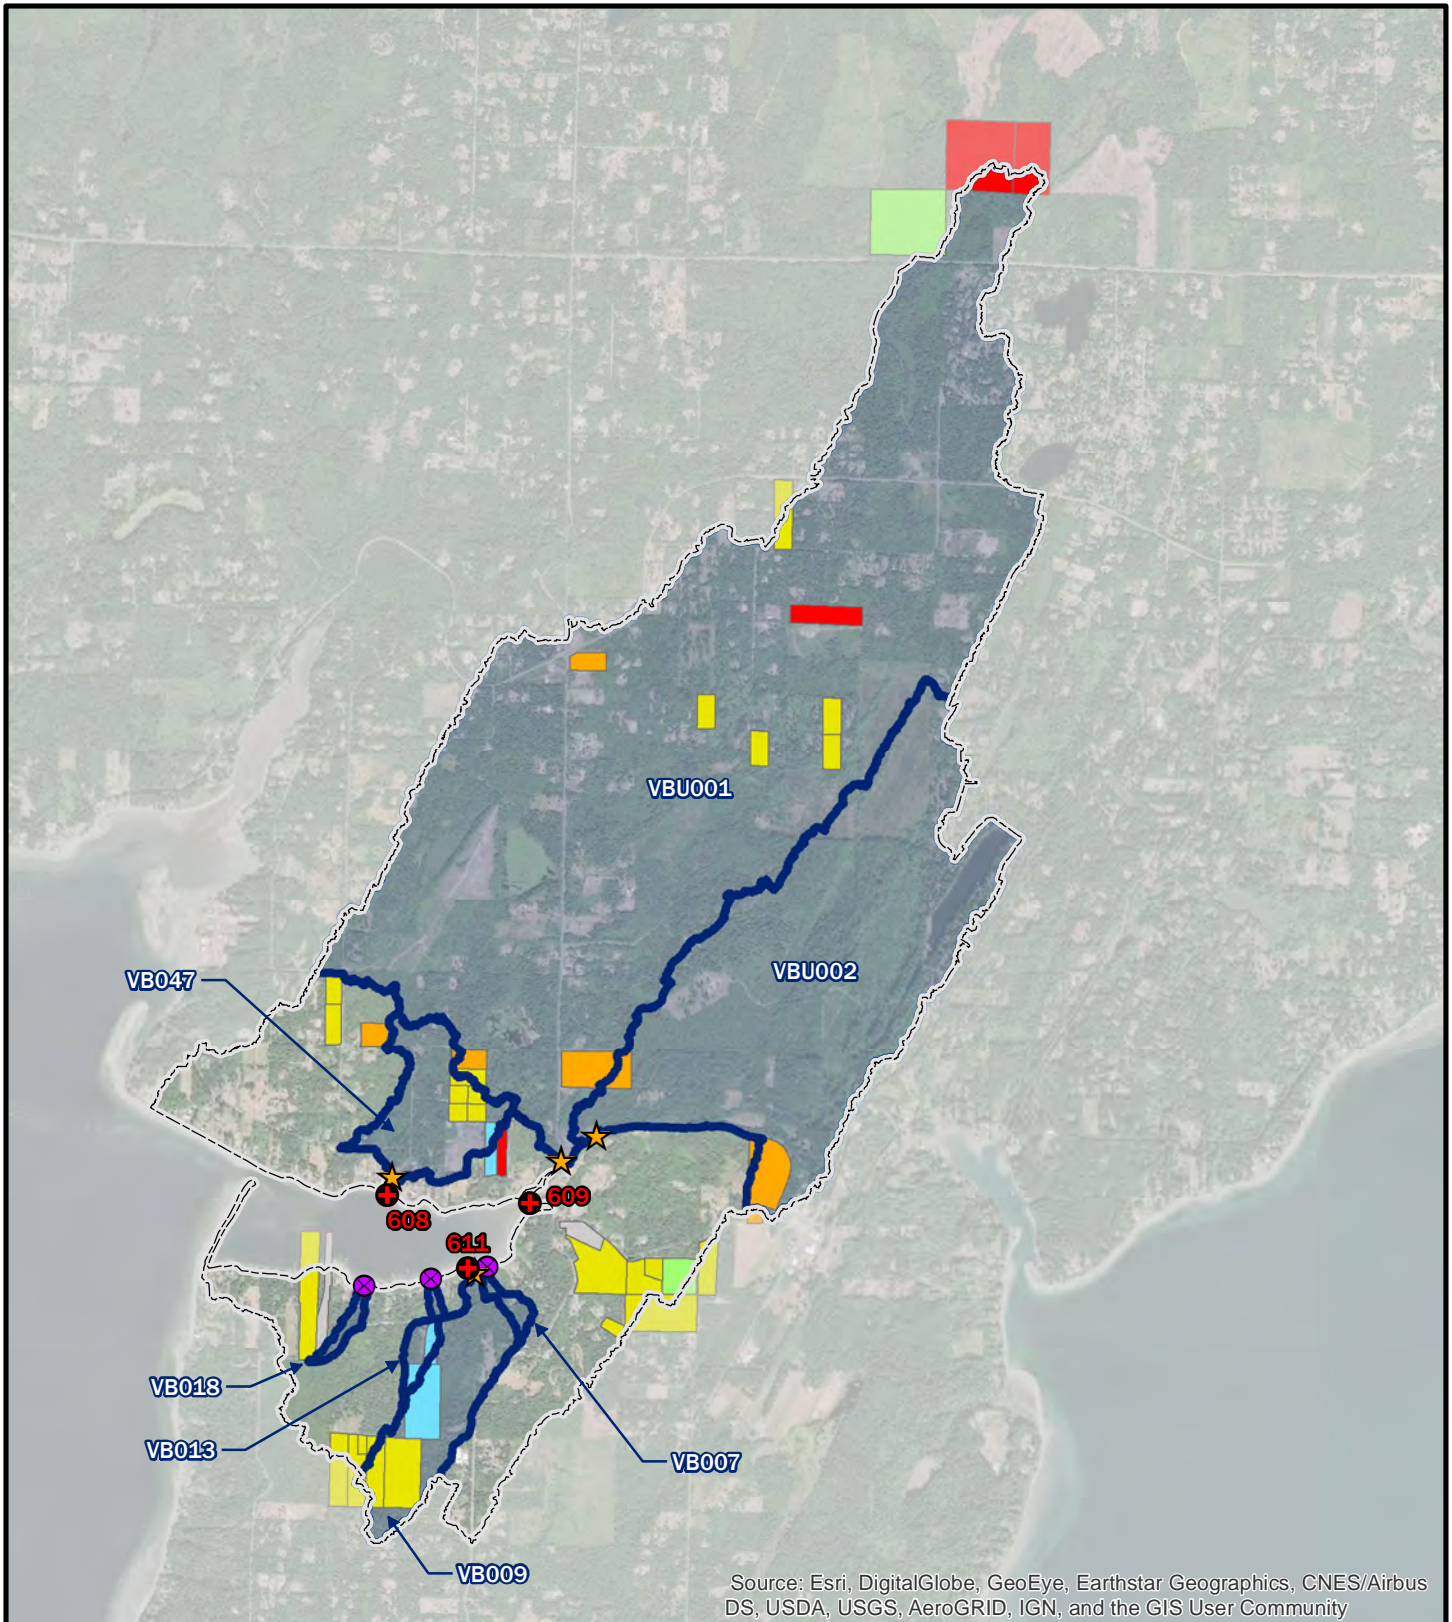 VBU001
VBU002
VB047
609
608
611
VB018
VB013
VB007
VB009
Source: Esri, DigitalGlobe, GeoEye, Earthstar Geographics, CNES/Airbus
DS, USDA, USGS, AeroGRID, IGN, and the GIS User Community